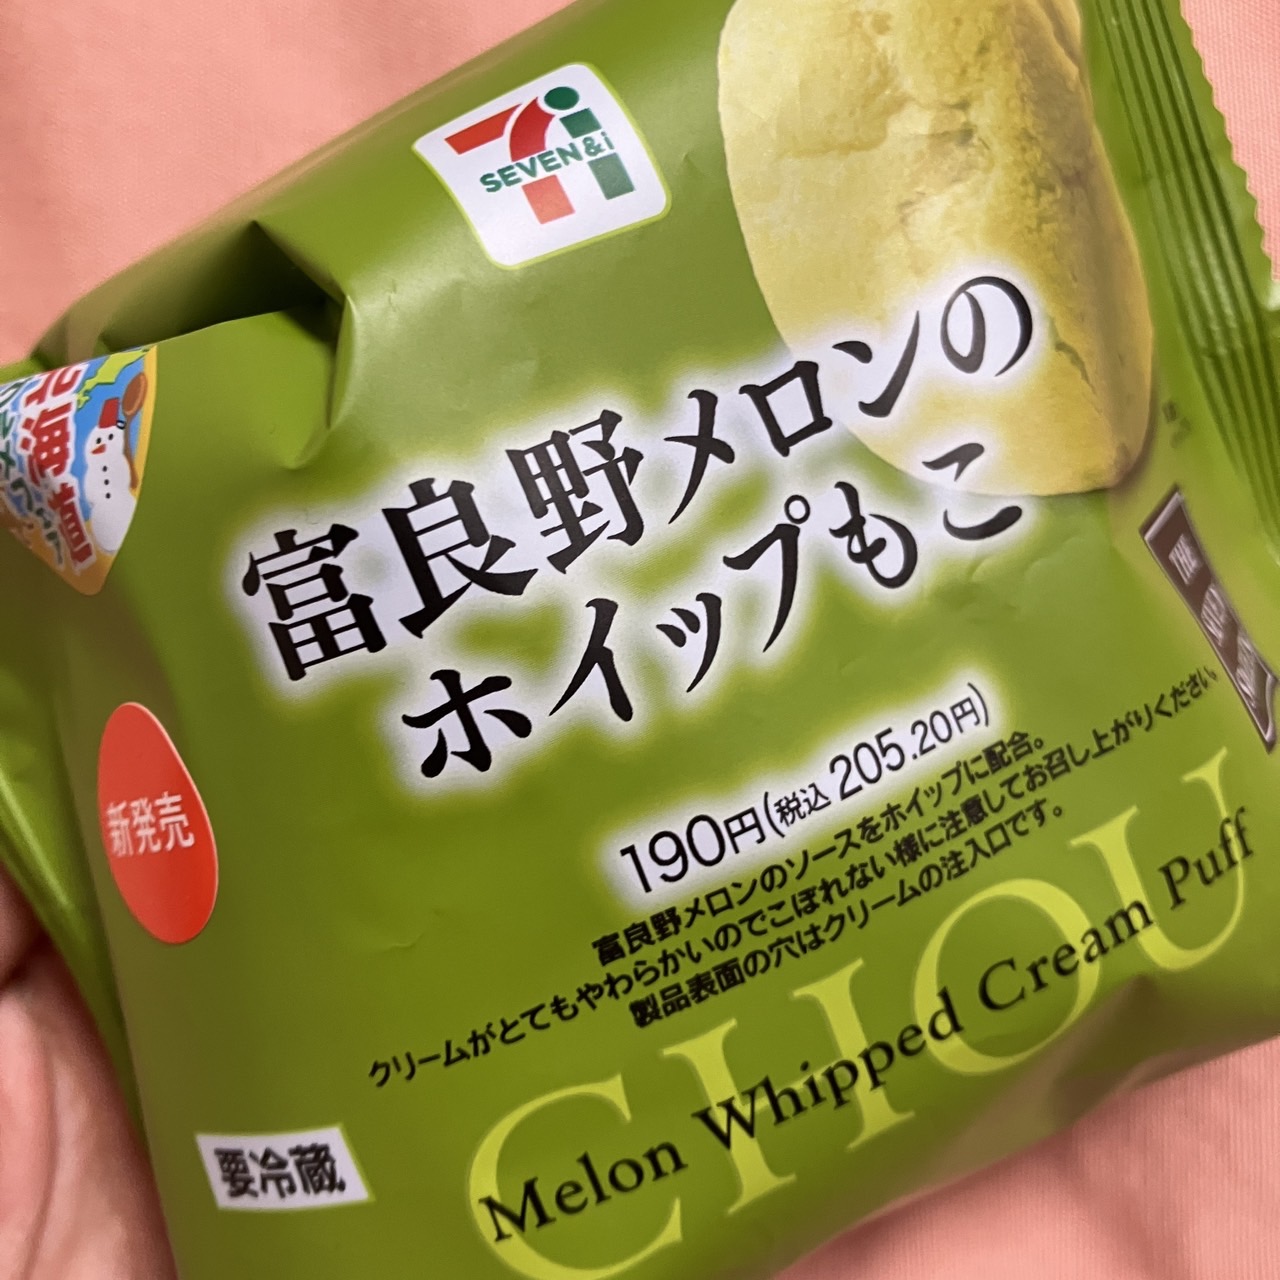 SEVEN&i
北海道
富良野メロンの
ホイップもこ
新発売
190円(税込 205.20円)
富良野メロンのソースをホイップに配合。
クリームがとてもやわらかいのでこぼれない様に注意してお召し上がりください。
製品表面の穴はクリームの注入口です。
CHOU
Melon Whipped Cream Puff
要冷蔵